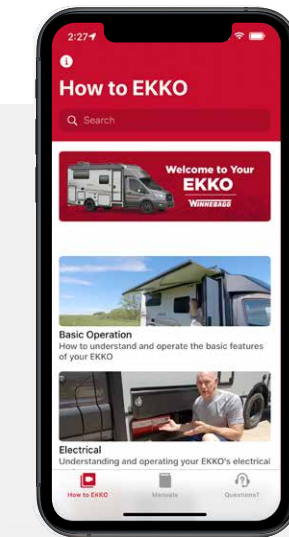 2:27
How to EKKO
Search
Welcome to Your
EKKO
WINNEBAGO
Basic Operation
How to understand and operate the basic features
of your EKKO
Electrical
Understanding and operating your EKKO's electrical
How to EKKO
Manuals
Questions?